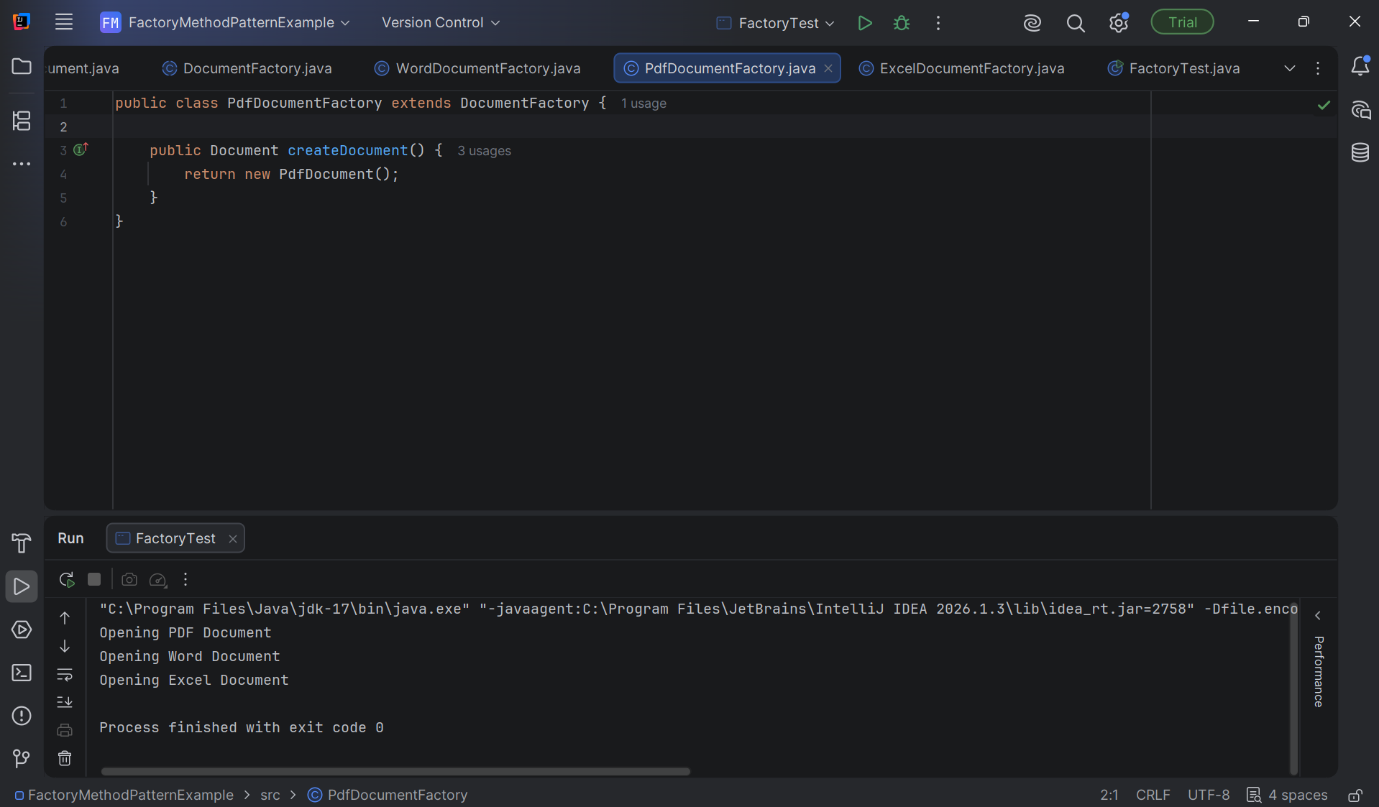 FM FactoryMethodPatternExample Version Control FactoryTest Trial
ument.java DocumentFactory.java WordDocumentFactory.java PdfDocumentFactory.java ExcelDocumentFactory.java FactoryTest.java
1 public class PdfDocumentFactory extends DocumentFactory { 1 usage
2
3 public Document createDocument() { 3 usages
4 return new PdfDocument();
5 }
6 }
Run FactoryTest
"C:\Program Files\Java\jdk-17\bin\java.exe" "-javaagent:C:\Program Files\JetBrains\IntelliJ IDEA 2026.1.3\lib\idea_rt.jar=2758" -Dfile.enco
Opening PDF Document
Opening Word Document
Opening Excel Document
Process finished with exit code 0
Performance
FactoryMethodPatternExample > src > PdfDocumentFactory 2:1 CRLF UTF-8 4 spaces